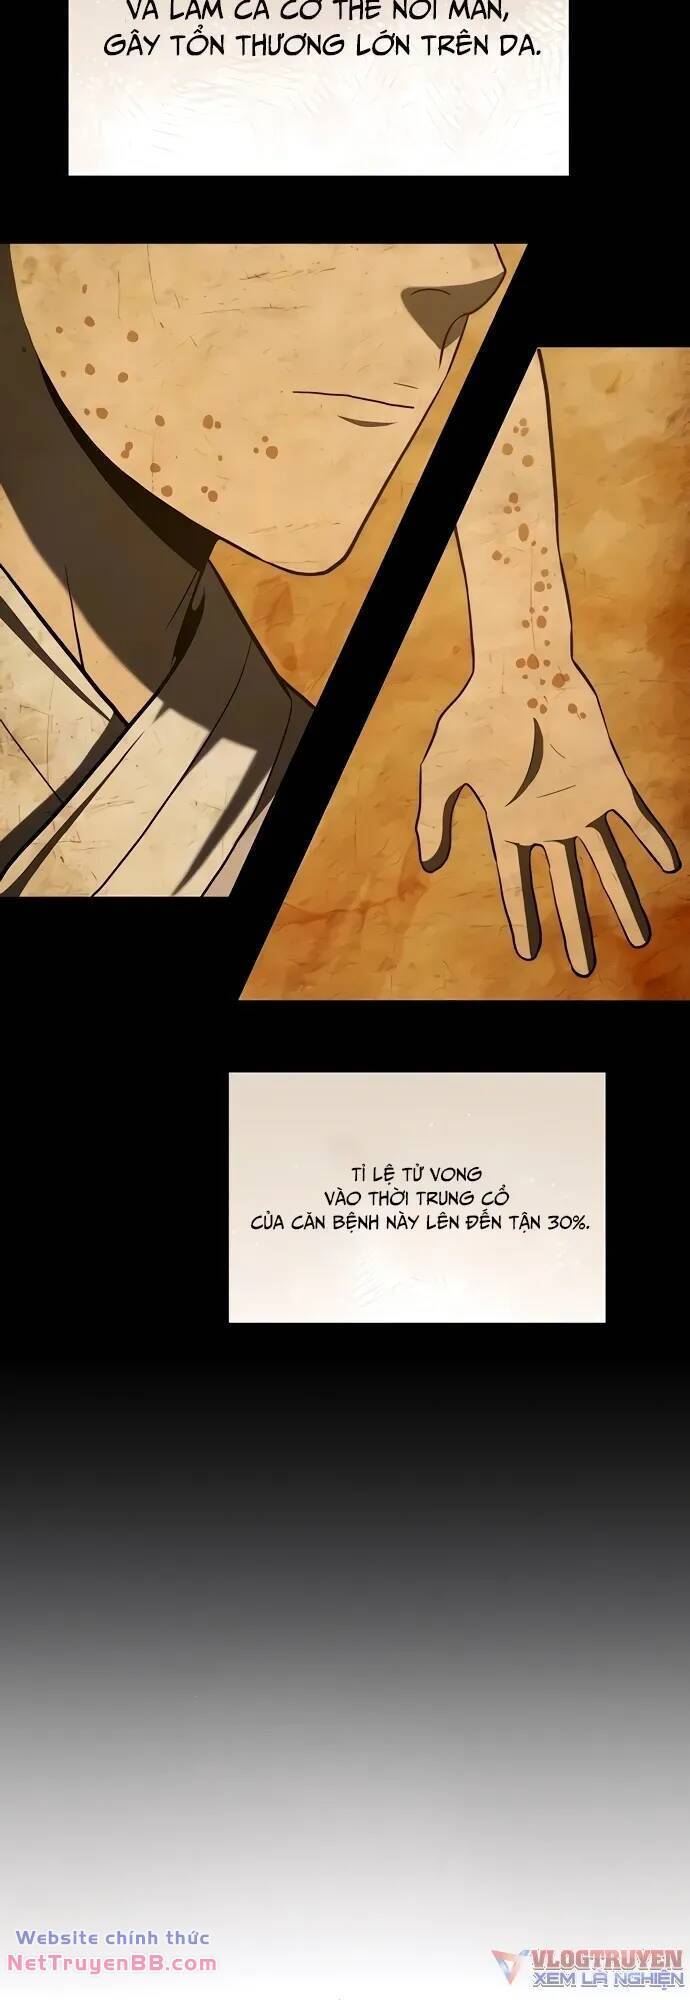 VÀ LÀM CẢ CƠ THỂ NỔI MẨN,
GÂY TỔN THƯƠNG LỚN TRÊN DA.
TỈ LỆ TỬ VONG
VÀO THỜI TRUNG CỔ
CỦA CĂN BỆNH NÀY LÊN ĐẾN TẬN 30%.
Website chính thức
NetTruyenBB.com
VLOGTRUYEN
XEM LÀ NGHIỆN